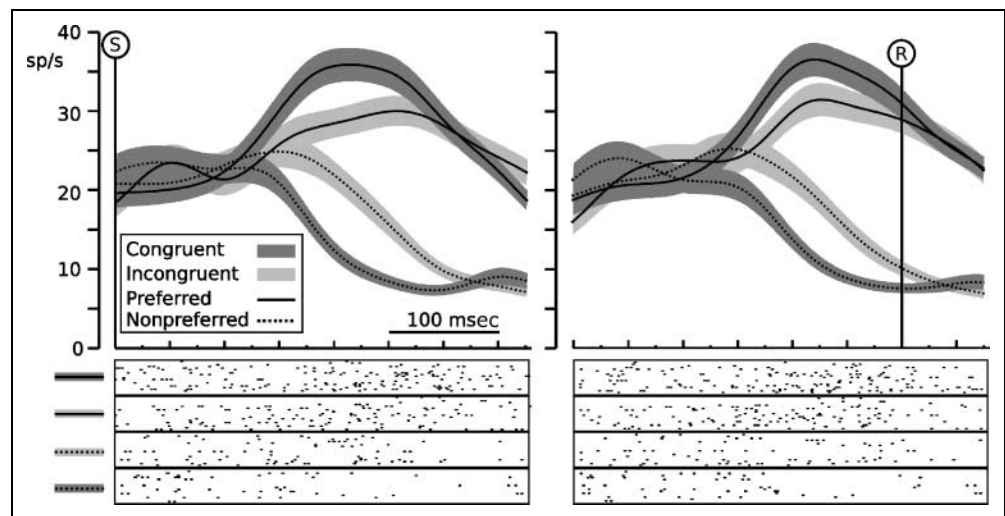 40
S
sp/s
R
30
20
Congruent
Incongruent
Preferred
Nonpreferred
10
100 msec
0